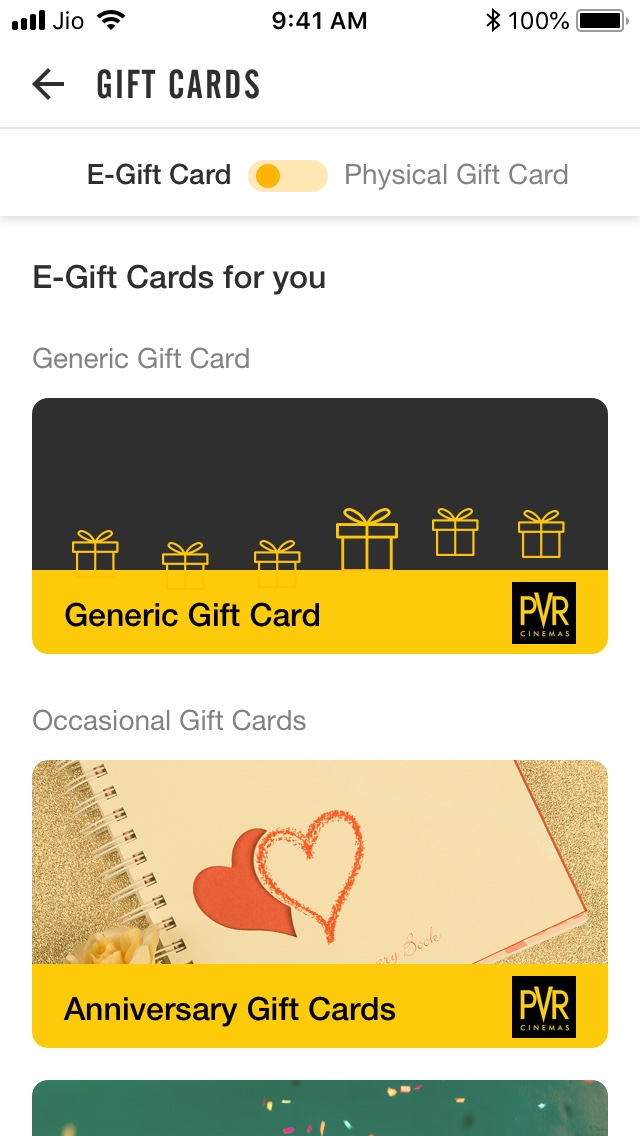 Jio 9:41 AM 100%
GIFT CARDS
E-Gift Card Physical Gift Card
E-Gift Cards for you
Generic Gift Card
Generic Gift Card
PVR
CINEMAS
Occasional Gift Cards
Book
Anniversary Gift Cards
PVR
CINEMAS